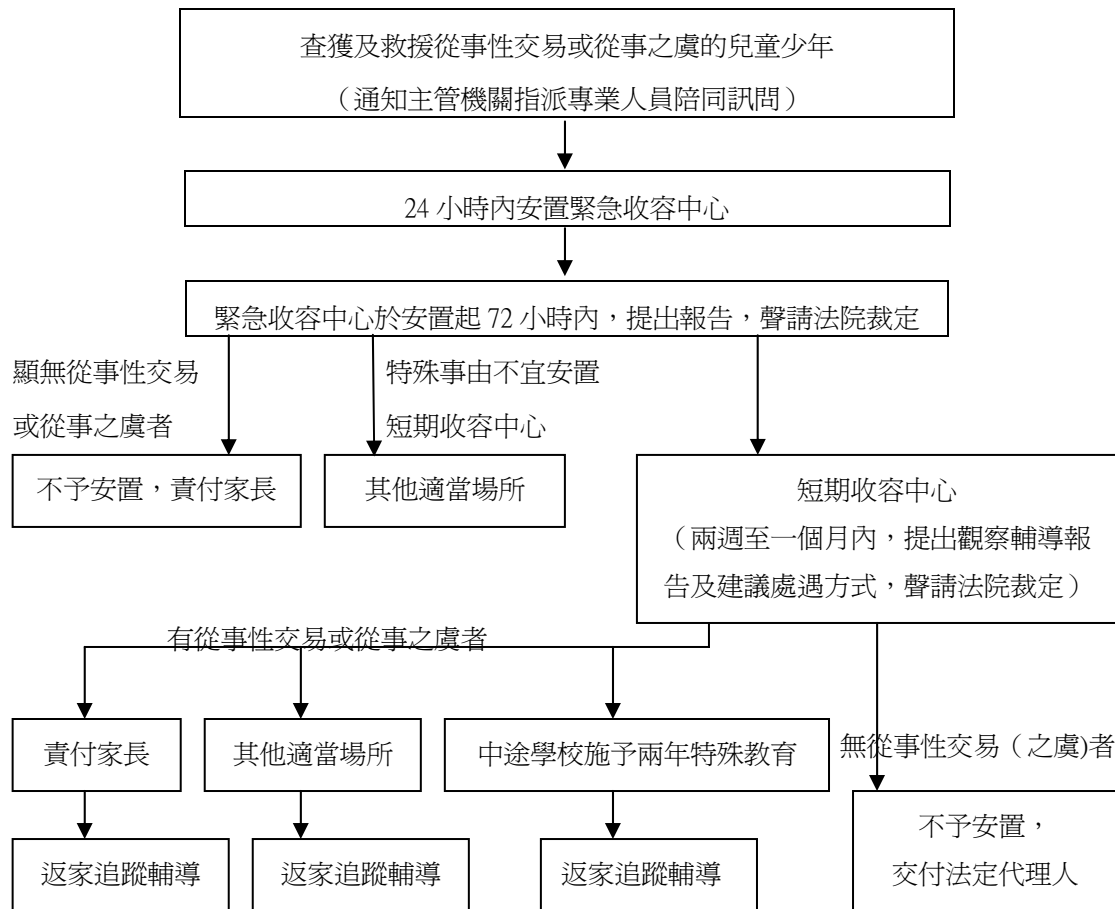 查獲及救援從事性交易或從事之虞的兒童少年
（通知主管機關指派專業人員陪同訊問）
24 小時內安置緊急收容中心
緊急收容中心於安置起 72 小時內，提出報告，聲請法院裁定
顯無從事性交易
或從事之虞者
特殊事由不宜安置
短期收容中心
不予安置，責付家長
其他適當場所
短期收容中心
（兩週至一個月內，提出觀察輔導報
告及建議處遇方式，聲請法院裁定）
有從事性交易或從事之虞者
責付家長
其他適當場所
中途學校施予兩年特殊教育
無從事性交易（之虞)者
返家追蹤輔導
返家追蹤輔導
返家追蹤輔導
不予安置，
交付法定代理人